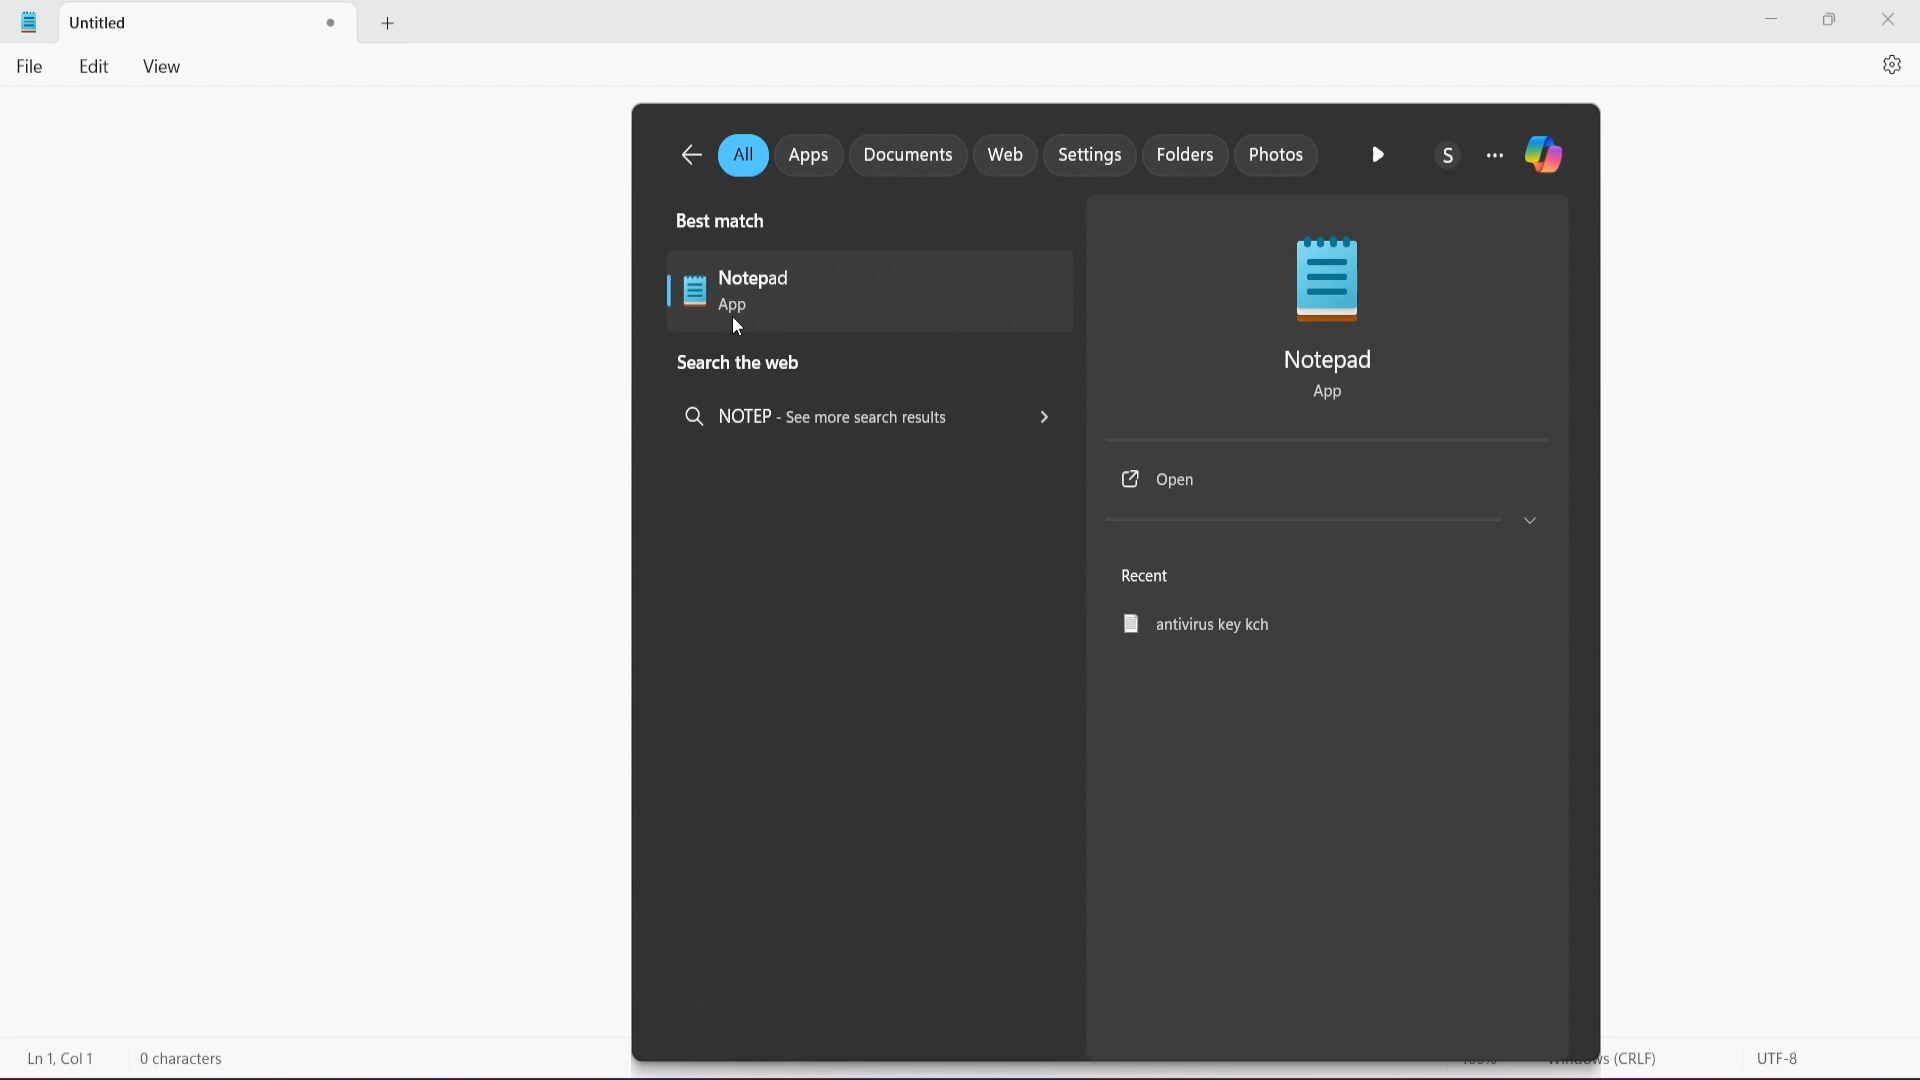 Untitled
File Edit View
All Apps Documents Web Settings Folders Photos S ...
Best match
Notepad
App
Search the web
NOTEP - See more search results
Notepad
App
Open
Recent
antivirus key kch
Ln 1, Col 1 0 characters (CRLF) UTF-8